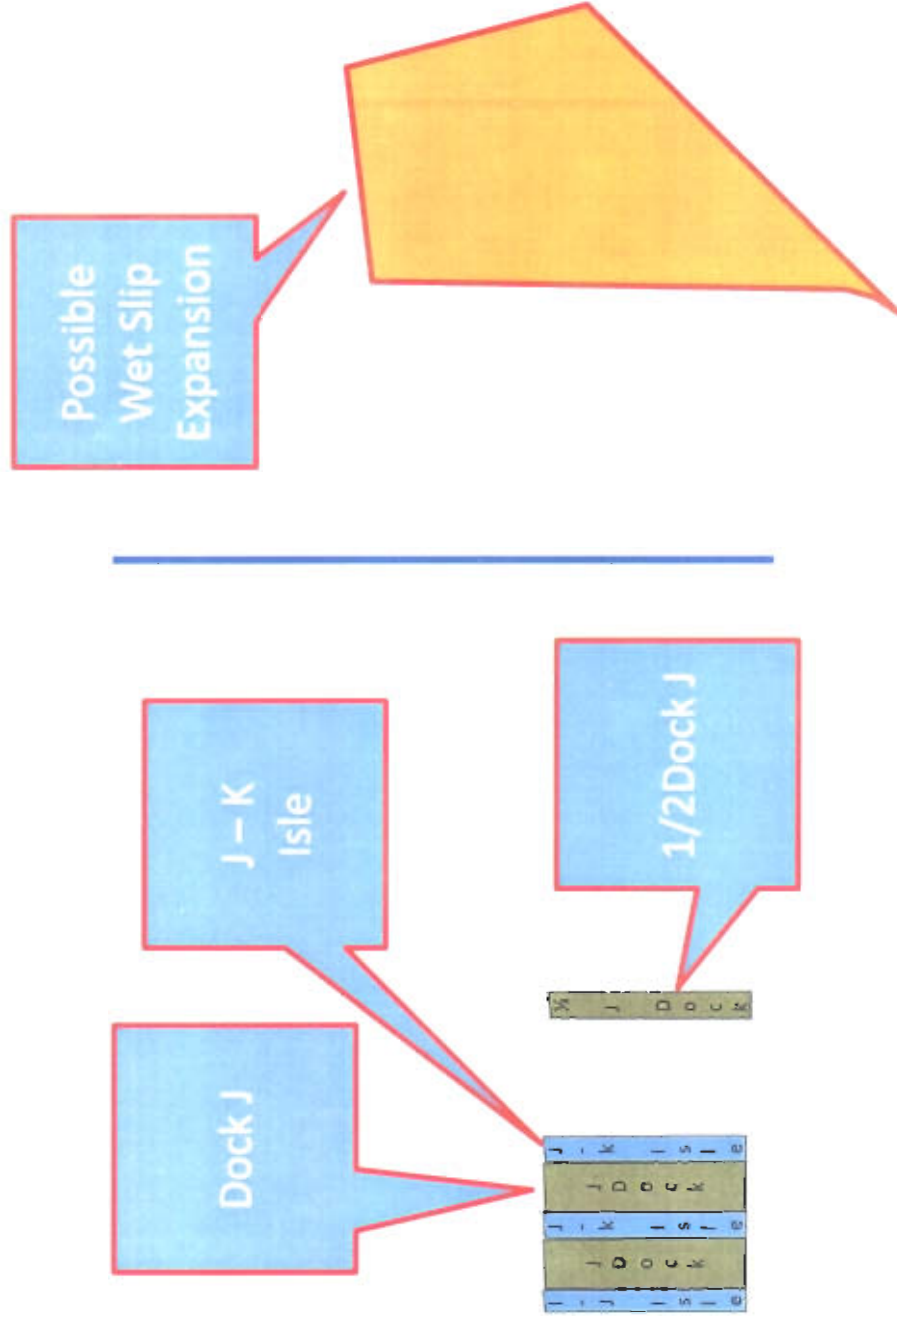 Possible
Wet Slip
Expansion
J – K
Isle
Dock J
1/2Dock J
½ J Dock
J-k Isle
J Dock
J-k Isle
J Dock
I-J Isle